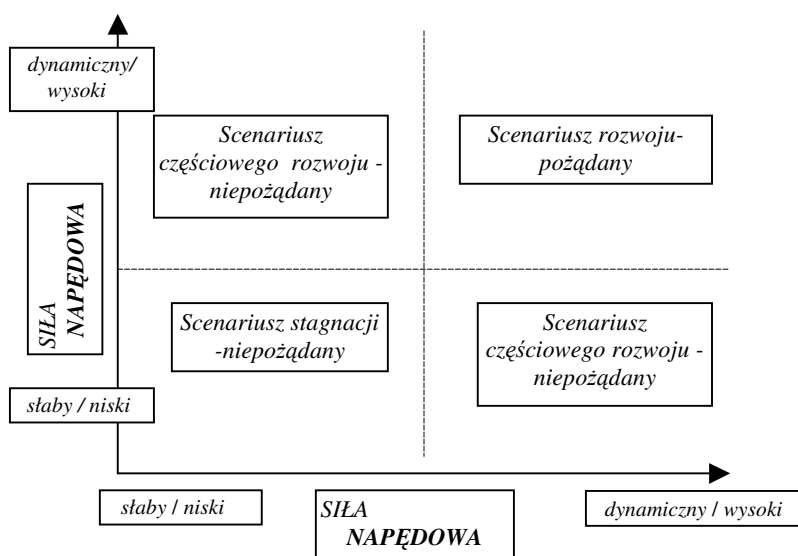 dynamiczny/
wysoki
Scenariusz
częściowego rozwoju -
niepożądany
Scenariusz rozwoju-
pożądany
SIŁA
NAPĘDOWA
Scenariusz stagnacji
-niepożądany
Scenariusz
częściowego rozwoju -
niepożądany
słaby / niski
słaby / niski
SIŁA
NAPĘDOWA
dynamiczny / wysoki